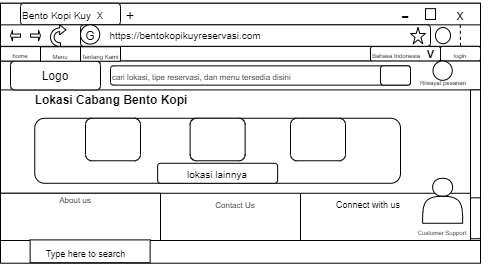 Bento Kopi Kuy X +
X
G https://bentokopikuyreservasi.com
home Menu Tentang Kami Bahasa Indonesia V login
Logo cari lokasi, tipe reservasi, dan menu tersedia disini
Riwayat pesanan
Lokasi Cabang Bento Kopi
lokasi lainnya
About us Contact Us Connect with us
Customer Support
Type here to search